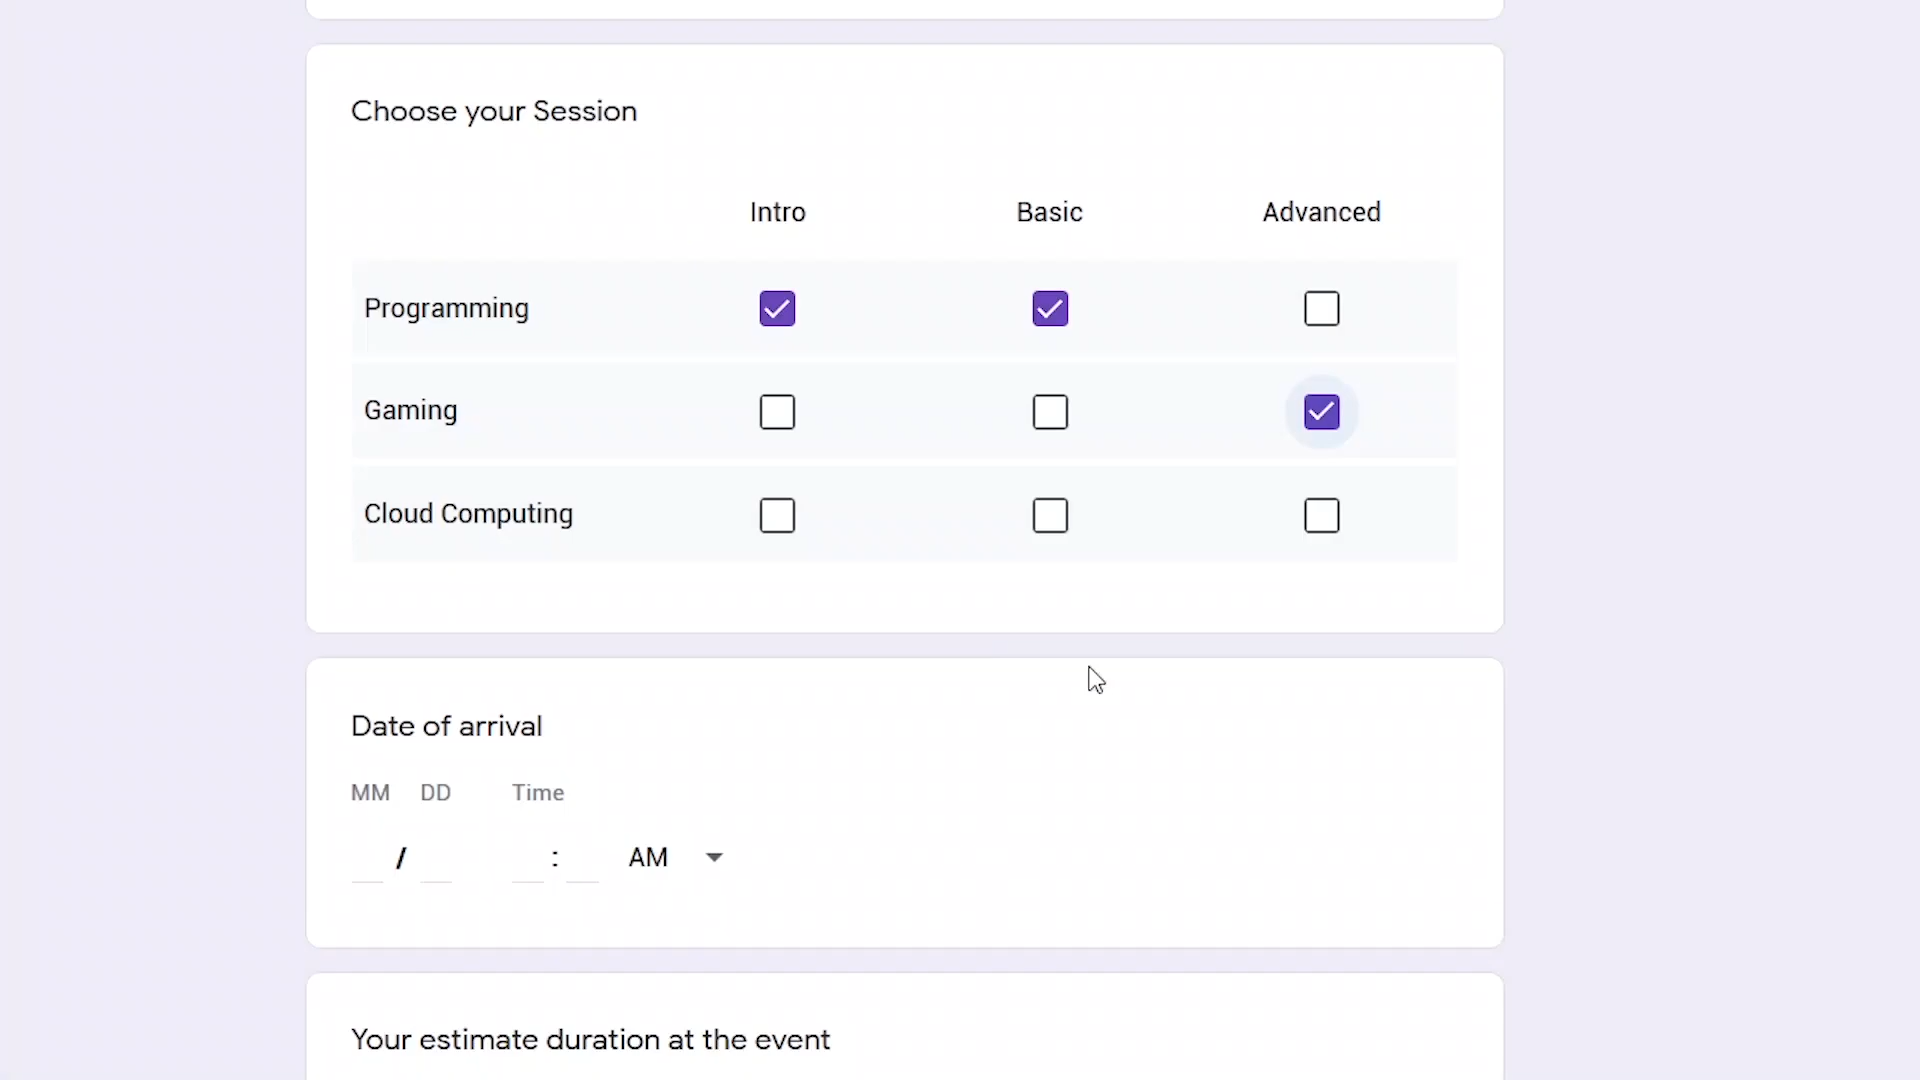 Choose your Session
Intro Basic Advanced
Programming
Gaming
Cloud Computing
Date of arrival
MM DD Time
/ : AM
Your estimate duration at the event